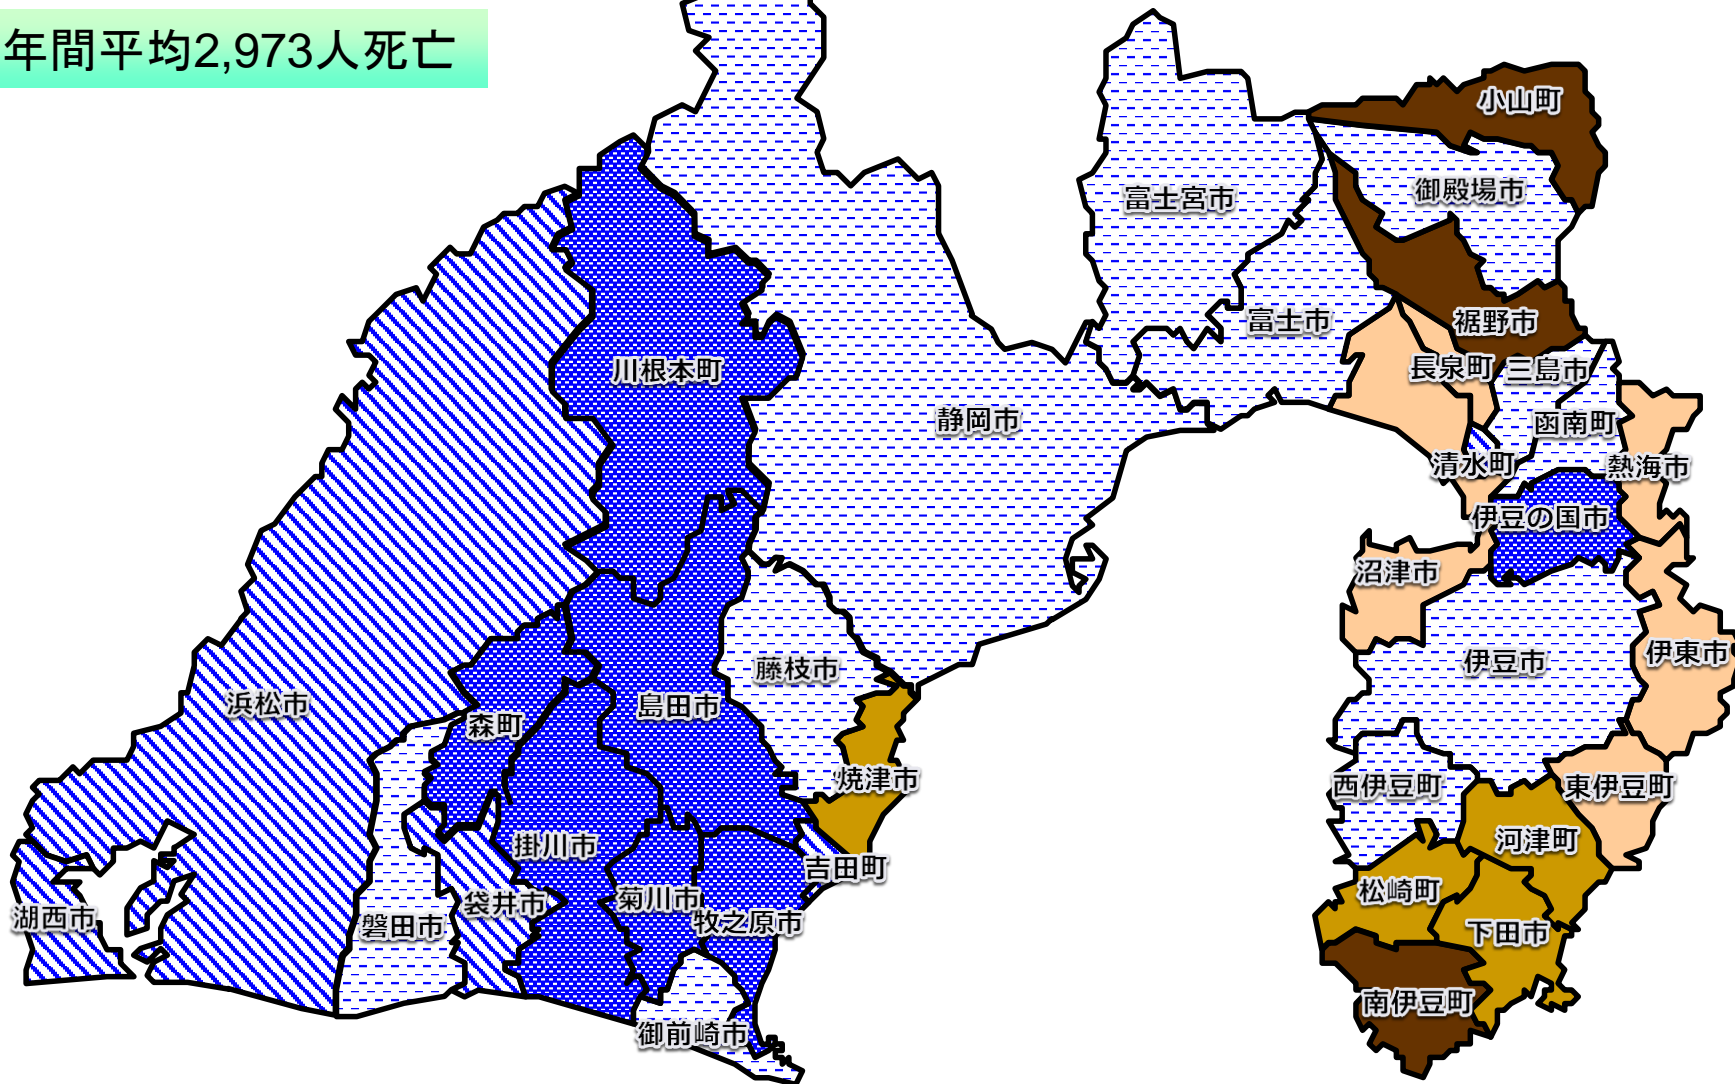 年間平均2,973人死亡
小山町
御殿場市
富士宮市
富士市
裾野市
長泉町
三島市
川根本町
静岡市
函南町
清水町
熱海市
伊豆の国市
沼津市
藤枝市
伊豆市
伊東市
浜松市
森町
島田市
焼津市
西伊豆町
東伊豆町
掛川市
河津町
吉田町
湖西市
磐田市
袋井市
菊川市
牧之原市
松崎町
下田市
南伊豆町
御前崎市